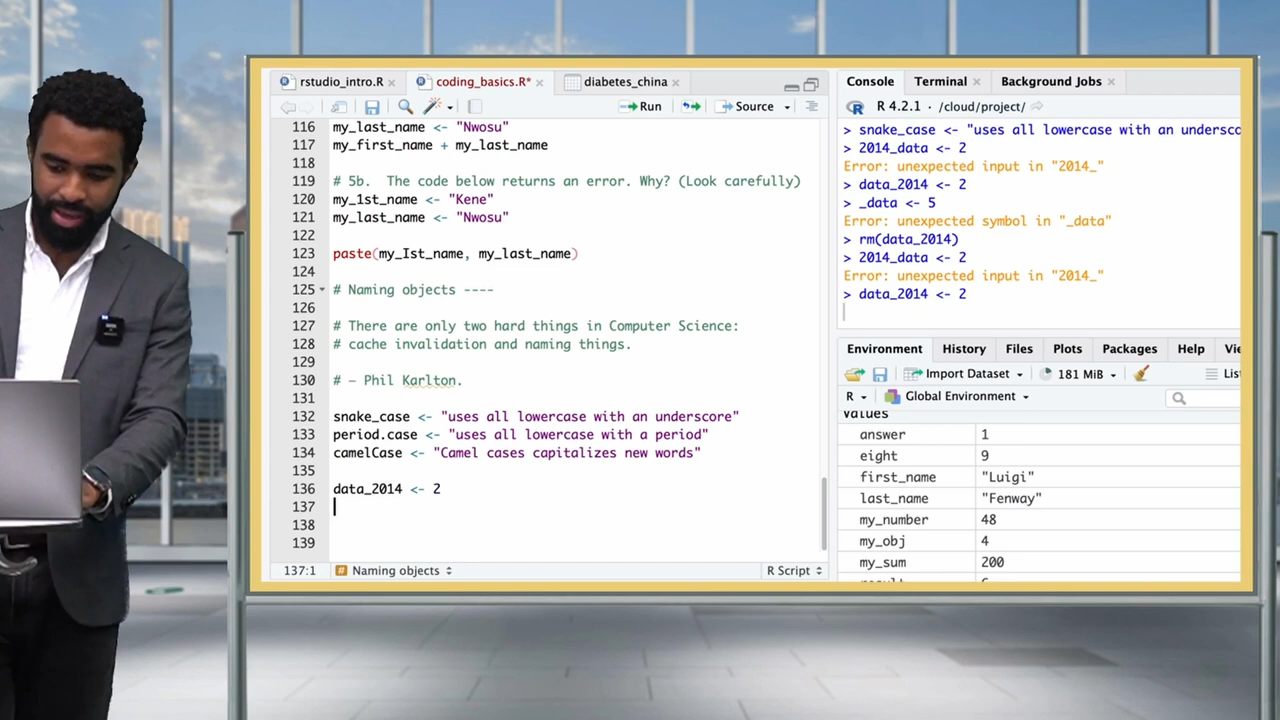 rstudio_intro.R
coding_basics.R*
diabetes_china
Run
Source
116 my_last_name <- "Nwosu"
117 my_first_name + my_last_name
118
119 # 5b. The code below returns an error. Why? (Look carefully)
120 my_1st_name <- "Kene"
121 my_last_name <- "Nwosu"
122
123 paste(my_Ist_name, my_last_name)
124
125 # Naming objects ----
126
127 # There are only two hard things in Computer Science:
128 # cache invalidation and naming things.
129
130 # – Phil Karlton.
131
132 snake_case <- "uses all lowercase with an underscore"
133 period.case <- "uses all lowercase with a period"
134 camelCase <- "Camel cases capitalizes new words"
135
136 data_2014 <- 2
137
138
139
137:1 # Naming objects R Script
Console Terminal Background Jobs
R 4.2.1 · /cloud/project/
> snake_case <- "uses all lowercase with an undersco
> 2014_data <- 2
Error: unexpected input in "2014_"
> data_2014 <- 2
> _data <- 5
Error: unexpected symbol in "_data"
> rm(data_2014)
> 2014_data <- 2
Error: unexpected input in "2014_"
> data_2014 <- 2
Environment History Files Plots Packages Help Vie
Import Dataset 181 MiB List
R Global Environment
Values
answer 1
eight 9
first_name "Luigi"
last_name "Fenway"
my_number 48
my_obj 4
my_sum 200